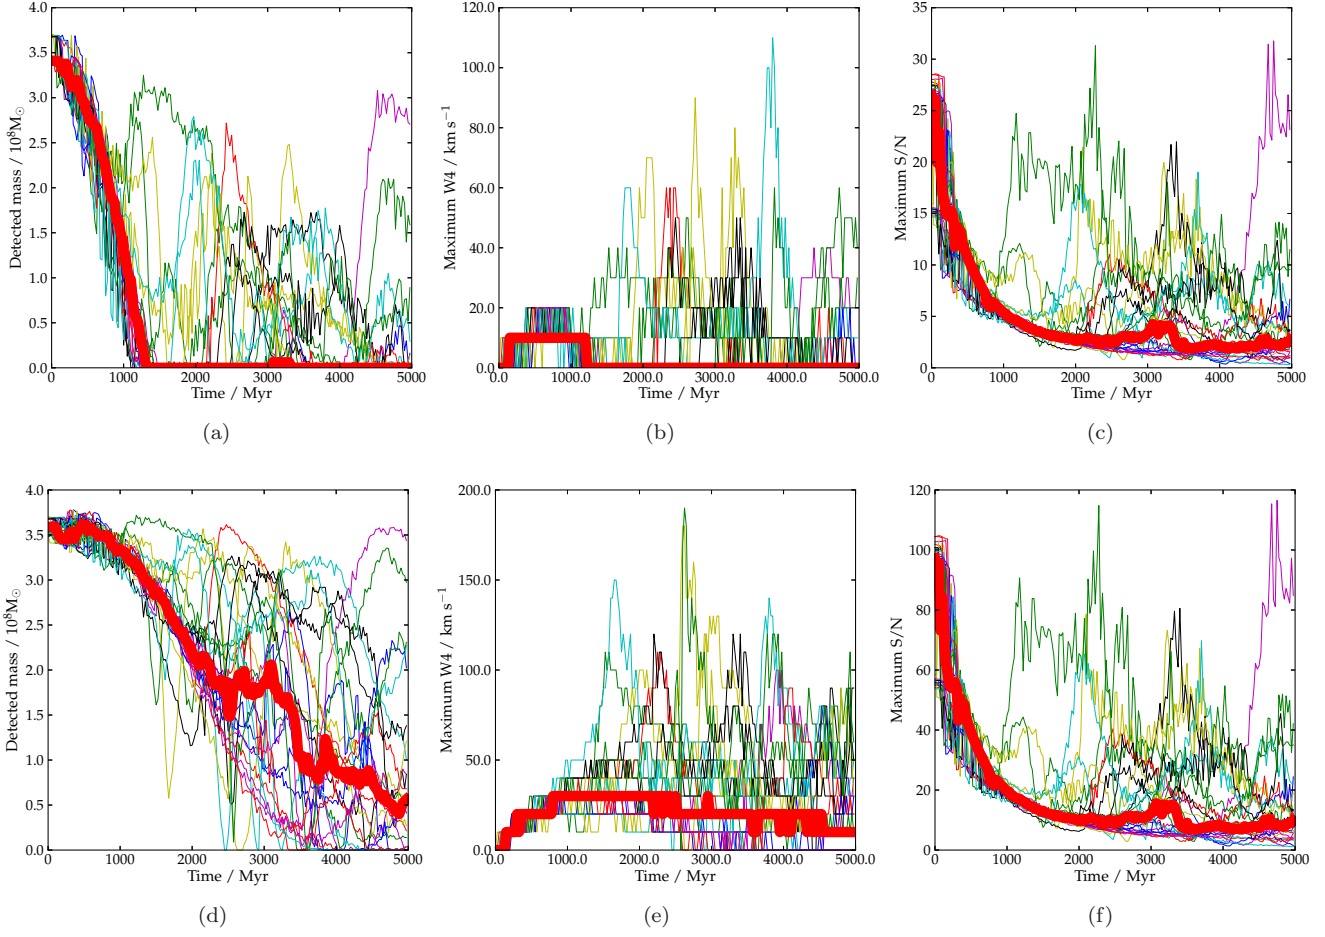 4.0
3.5
3.0
2.5
2.0
1.5
1.0
0.5
0.0
Detected mass / 10⁸M⊙
0 1000 2000 3000 4000 5000
Time / Myr
(a)
120.0
100.0
80.0
60.0
40.0
20.0
0.0
Maximum W4 / km s⁻¹
0.0 1000.0 2000.0 3000.0 4000.0 5000.0
Time / Myr
(b)
35
30
25
20
15
10
5
0
Maximum S/N
0 1000 2000 3000 4000 5000
Time / Myr
(c)
4.0
3.5
3.0
2.5
2.0
1.5
1.0
0.5
0.0
Detected mass / 10⁸M⊙
0 1000 2000 3000 4000 5000
Time / Myr
(d)
200.0
150.0
100.0
50.0
0.0
Maximum W4 / km s⁻¹
0.0 1000.0 2000.0 3000.0 4000.0 5000.0
Time / Myr
(e)
120
100
80
60
40
20
0
Maximum S/N
0 1000 2000 3000 4000 5000
Time / Myr
(f)